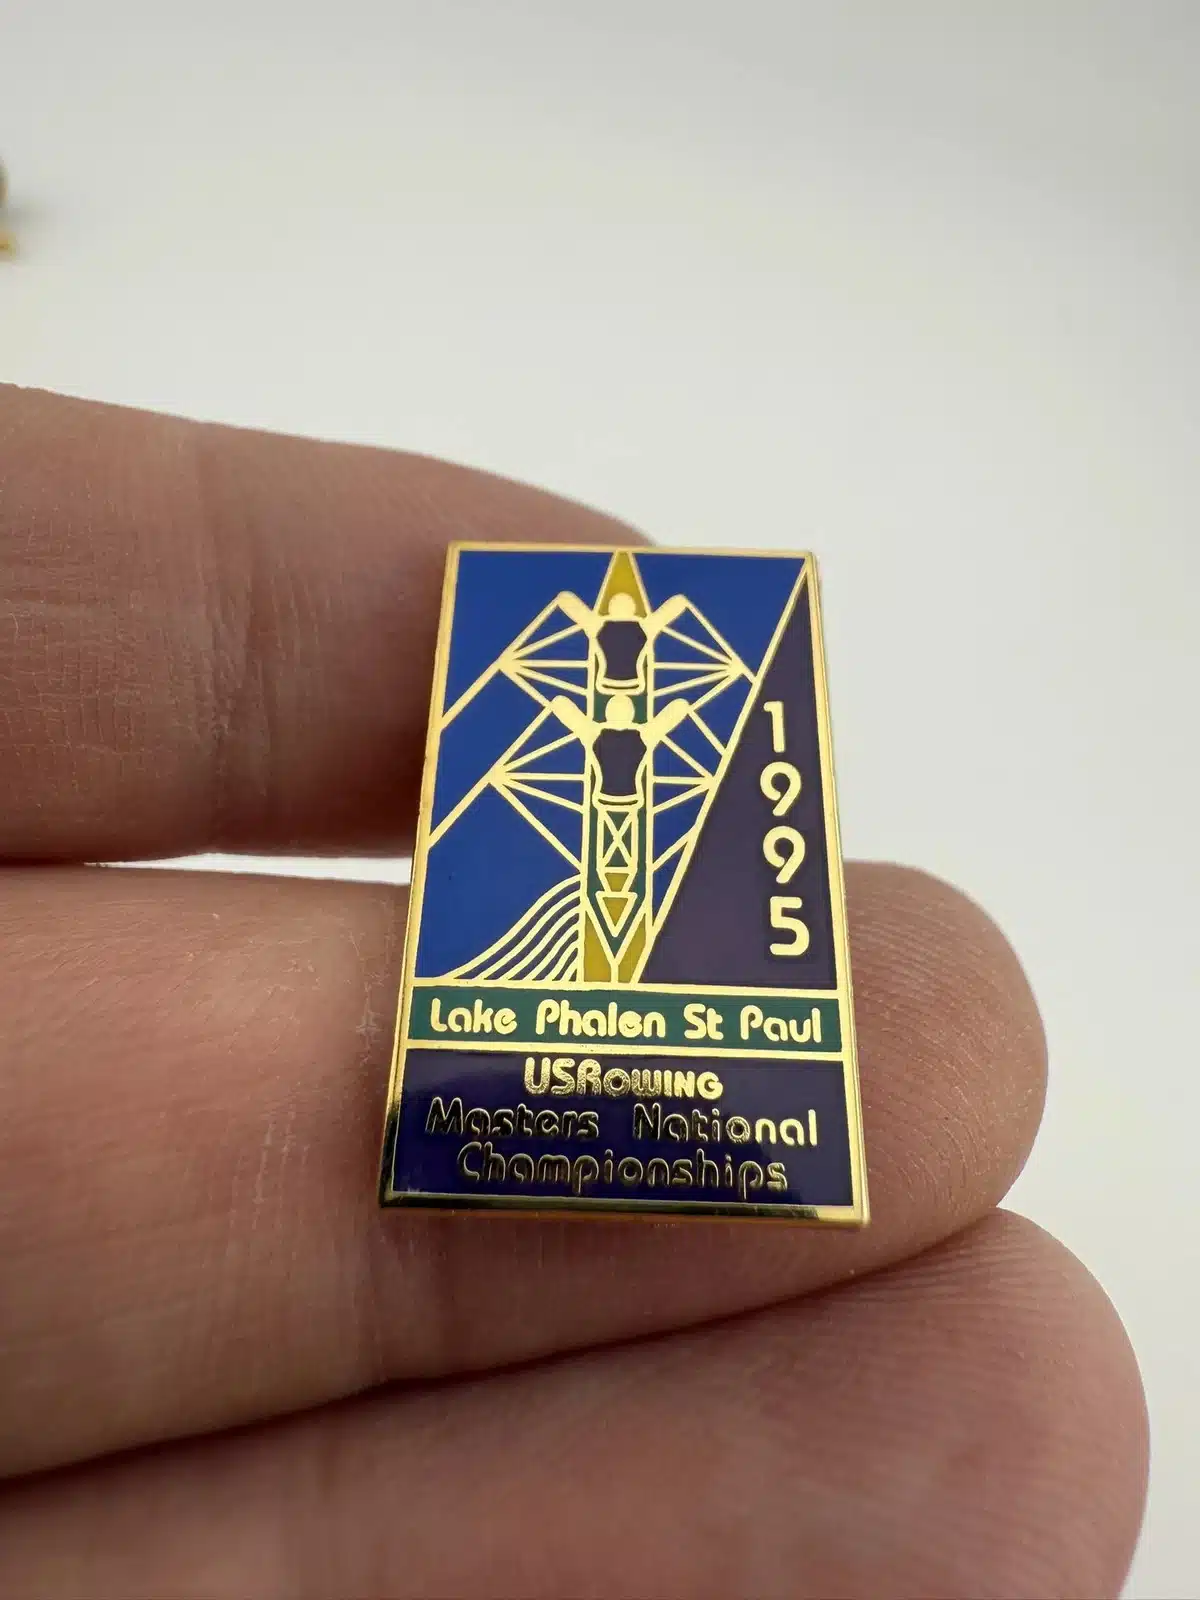 1995
Lake Phalen St Paul
USRowing
Masters National
Championships